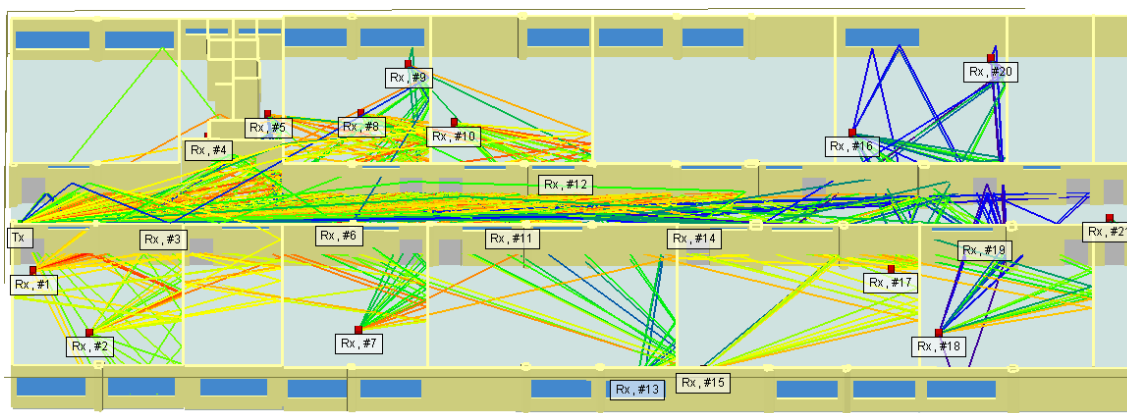 Rx , #9
Rx , #20
Rx , #5
Rx , #8
Rx , #10
Rx , #4
Rx , #16
Rx , #12
Tx
Rx , #3
Rx , #6
Rx , #11
Rx , #14
Rx , #21
Rx , #19
Rx , #1
Rx , #17
Rx , #2
Rx , #7
Rx , #18
Rx , #13
Rx , #15